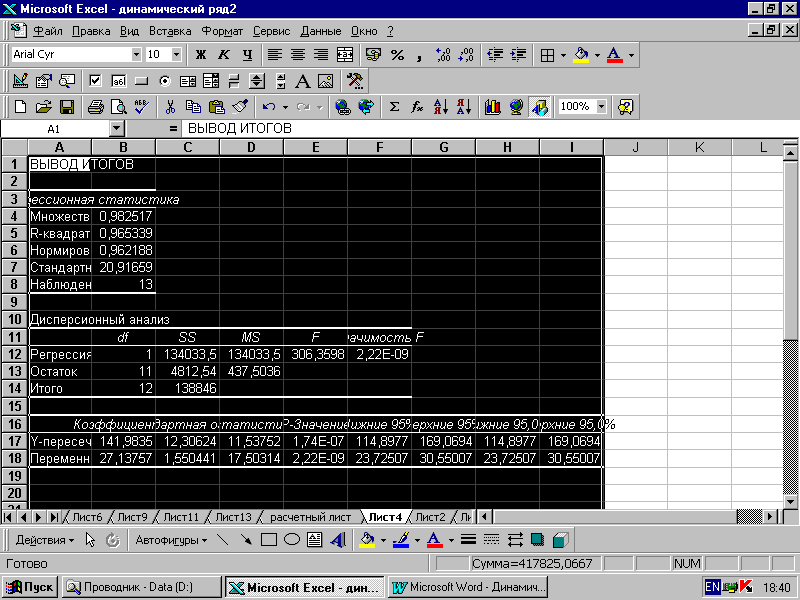 Microsoft Excel - динамический ряд2
Файл Правка Вид Вставка Формат Сервис Данные Окно ?
Arial Cyr 10 Ж К Ч % ,
100%
A1 = ВЫВОД ИТОГОВ
A B C D E F G H I J K L
1 ВЫВОД ИТОГОВ
2
3 ессионная статистика
4 Множеств 0,982517
5 R-квадрат 0,965339
6 Нормиров 0,962188
7 Стандартн 20,91659
8 Наблюден 13
9
10 Дисперсионный анализ
11 df SS MS F ачимость F
12 Регрессия 1 134033,5 134033,5 306,3598 2,22E-09
13 Остаток 11 4812,54 437,5036
14 Итого 12 138846
15
16 Коэффициен дартная о татисти P-Значение ижние 95% ерхние 95% ижние 95,0 рхние 95,0%
17 Y-пересеч 141,9835 12,30624 11,53752 1,74E-07 114,8977 169,0694 114,8977 169,0694
18 Переменн 27,13757 1,550441 17,50314 2,22E-09 23,72507 30,55007 23,72507 30,55007
19
20
Лист6 Лист9 Лист11 Лист13 расчетный лист Лист4 Лист2 Ли
Действия Автофигуры
Готово Сумма=417825,0667 NUM
Пуск Проводник - Data (D:) Microsoft Excel - дин... Microsoft Word - Динамич... EN 18:40